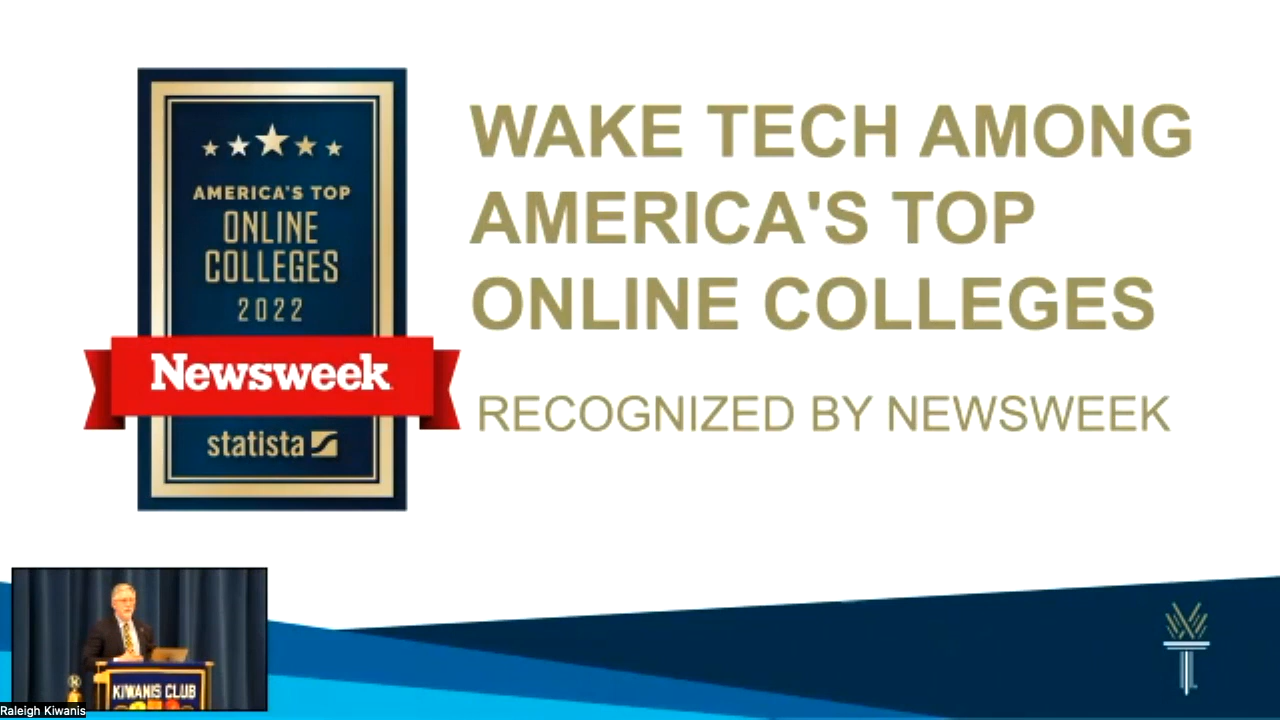 AMERICA'S TOP
ONLINE
COLLEGES
2022
Newsweek
statista
WAKE TECH AMONG
AMERICA'S TOP
ONLINE COLLEGES
RECOGNIZED BY NEWSWEEK
KIWANIS CLUB
Raleigh Kiwanis